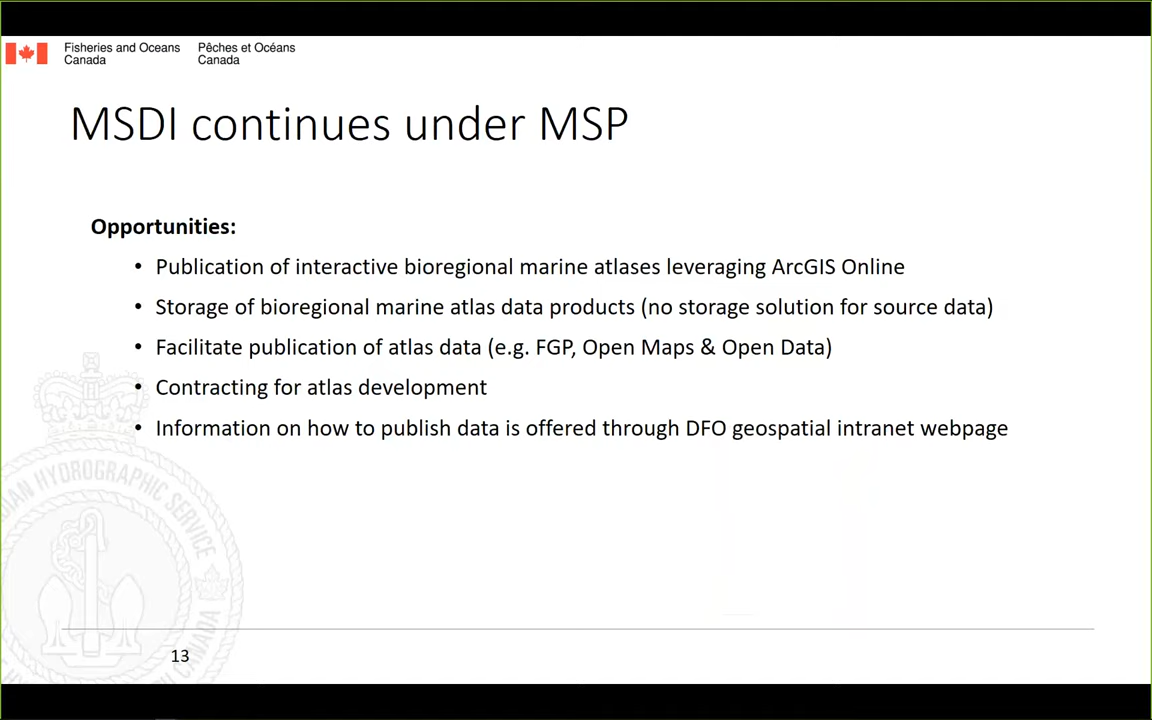 Fisheries and Oceans Canada
Pêches et Océans Canada
MSDI continues under MSP
Opportunities:
• Publication of interactive bioregional marine atlases leveraging ArcGIS Online
• Storage of bioregional marine atlas data products (no storage solution for source data)
• Facilitate publication of atlas data (e.g. FGP, Open Maps & Open Data)
• Contracting for atlas development
• Information on how to publish data is offered through DFO geospatial intranet webpage
HYDROGRAPHIC SERVICE
CANADA
13